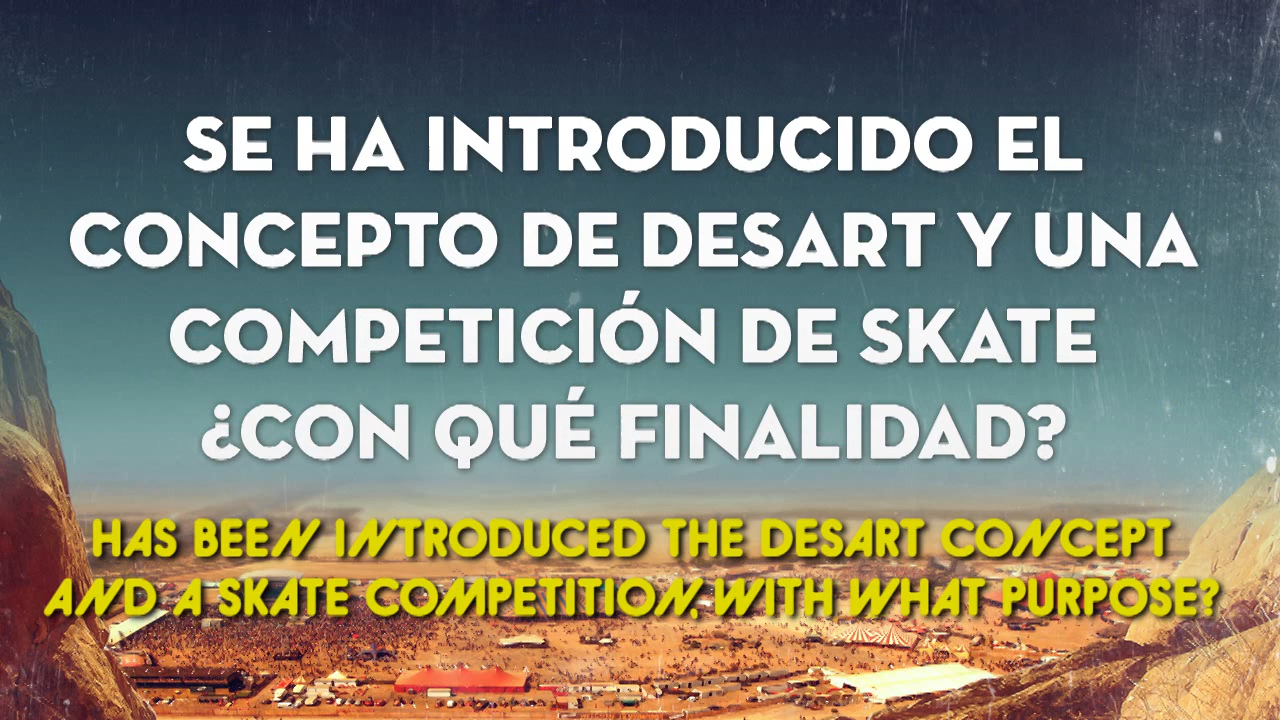 SE HA INTRODUCIDO EL
CONCEPTO DE DESART Y UNA
COMPETICIÓN DE SKATE
¿CON QUÉ FINALIDAD?
HAS BEEN INTRODUCED THE DESART CONCEPT
AND A SKATE COMPETITION, WITH WHAT PURPOSE?